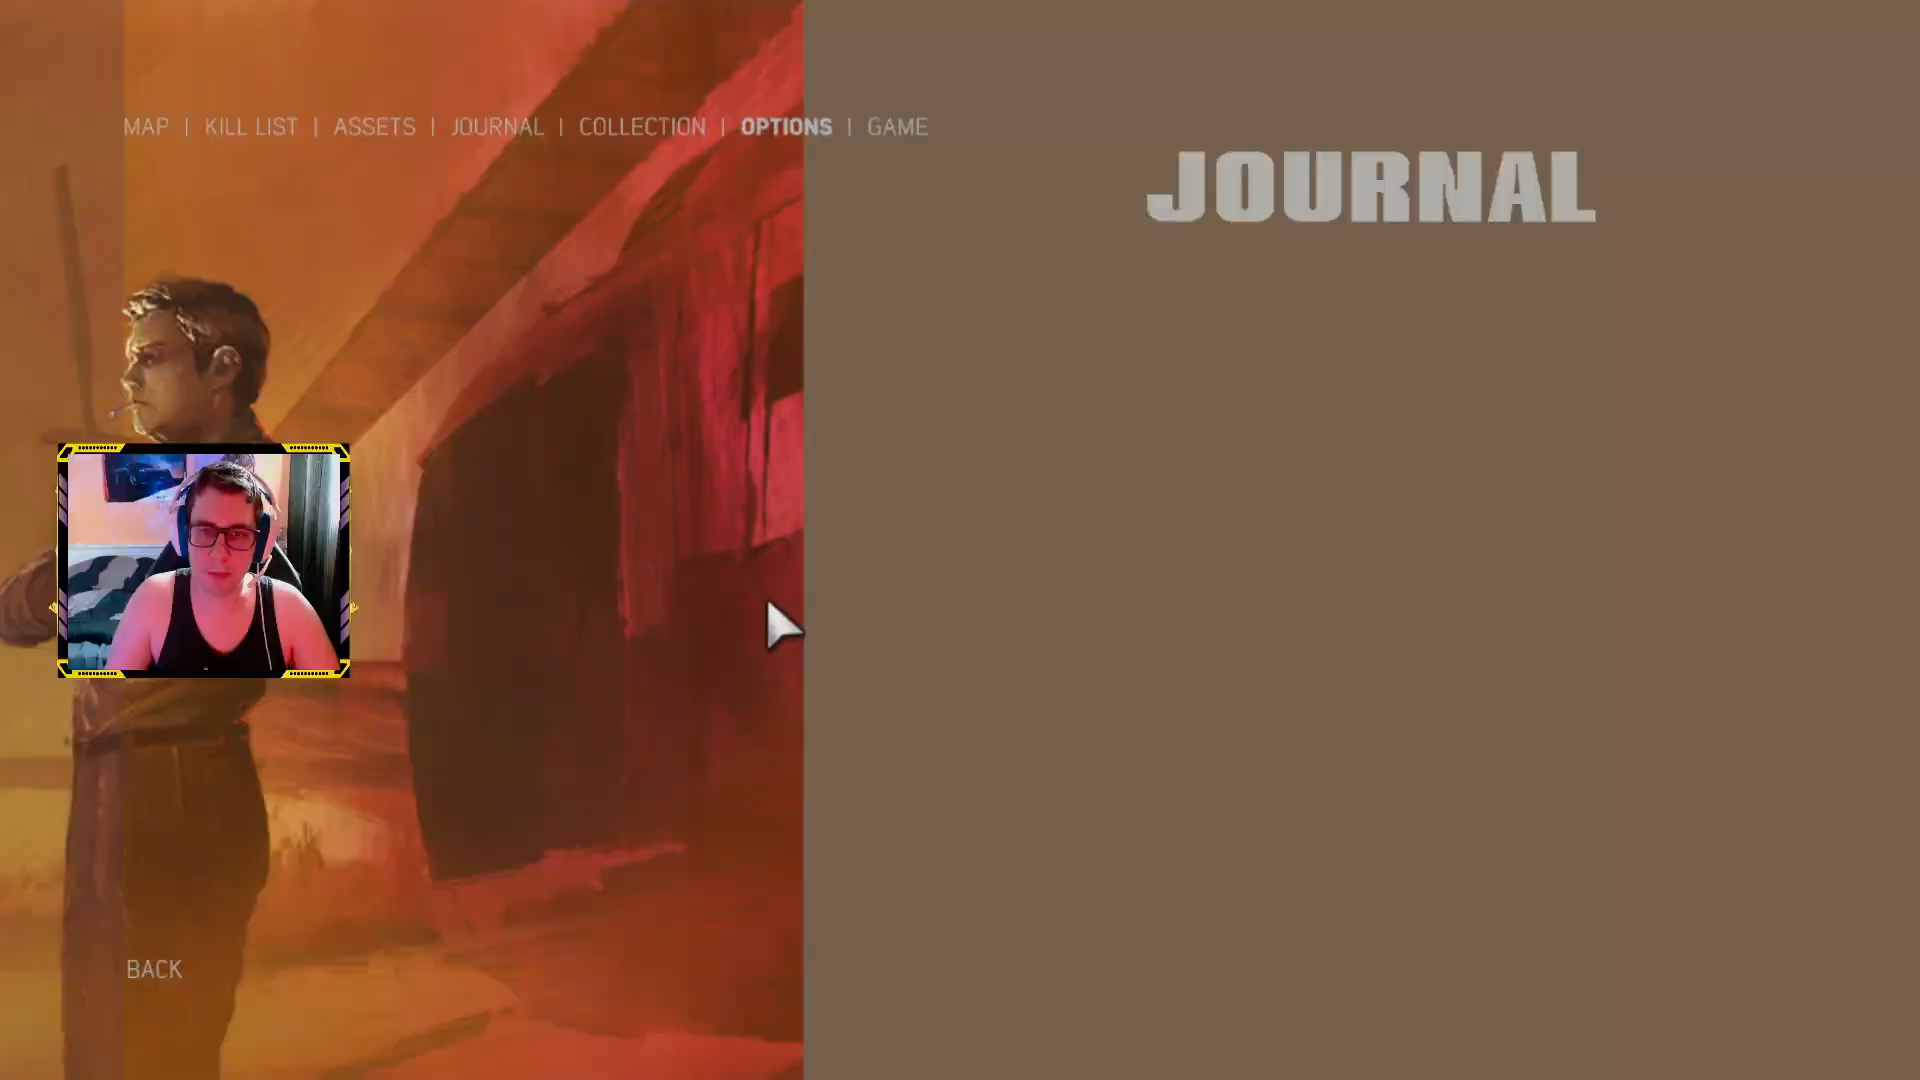 MAP | KILL LIST | ASSETS | JOURNAL | COLLECTION | OPTIONS | GAME
JOURNAL
BACK